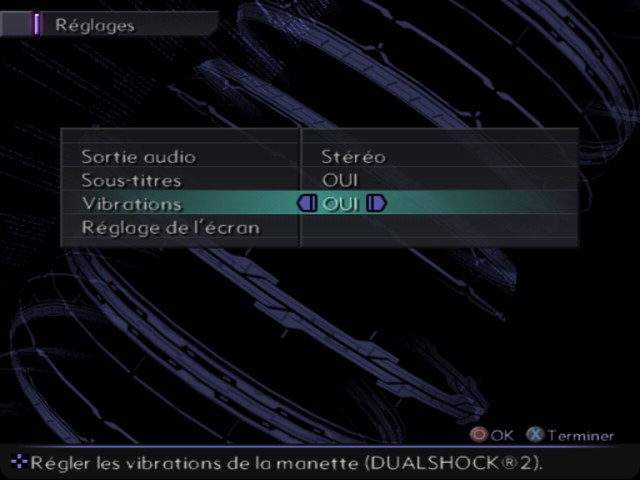 Réglages
Sortie audio Stéréo
Sous-titres OUI
Vibrations OUI
Réglage de l'écran
OK Terminer
Régler les vibrations de la manette (DUALSHOCK®2).